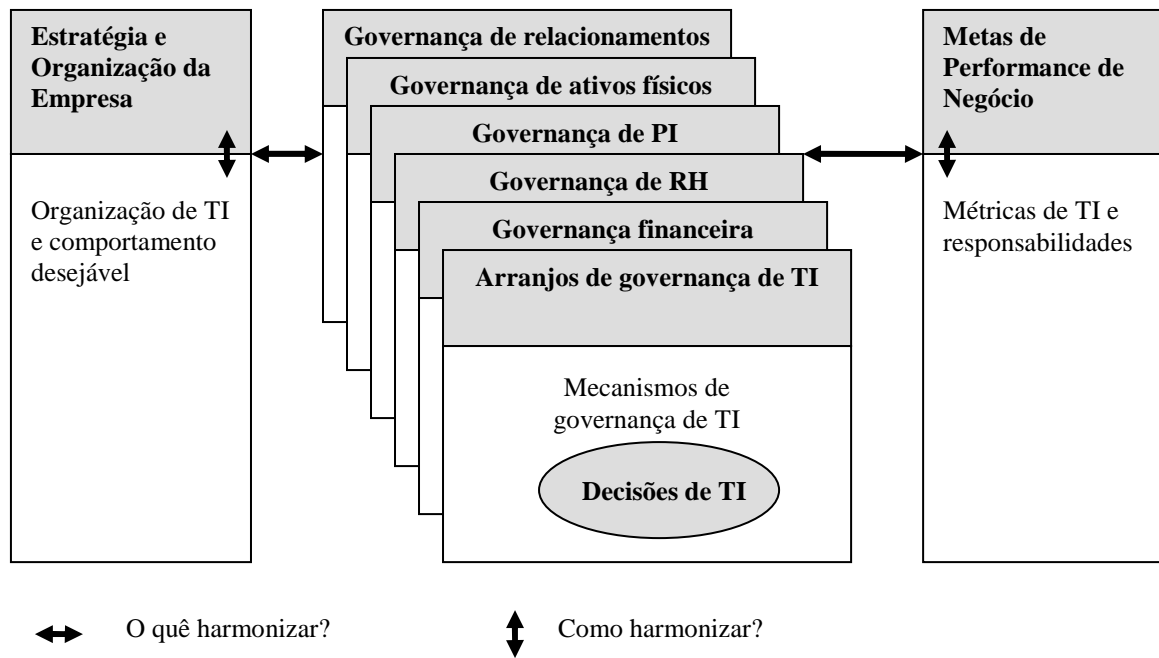 Estratégia e
Organização da
Empresa
Organização de TI
e comportamento
desejável
Governança de relacionamentos
Governança de ativos físicos
Governança de PI
Governança de RH
Governança financeira
Arranjos de governança de TI
Mecanismos de
governança de TI
Decisões de TI
Metas de
Performance de
Negócio
Métricas de TI e
responsabilidades
O quê harmonizar?
Como harmonizar?